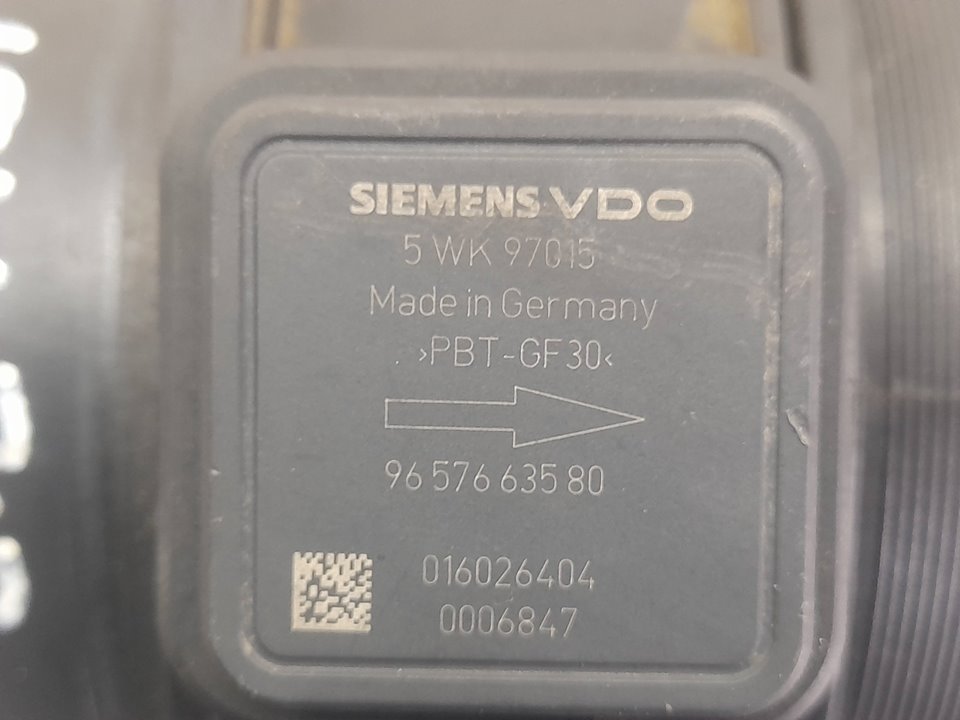 SIEMENS VDO
5 WK 97015
Made in Germany
›PBT-GF30‹
96 576 635 80
016026404
0006847